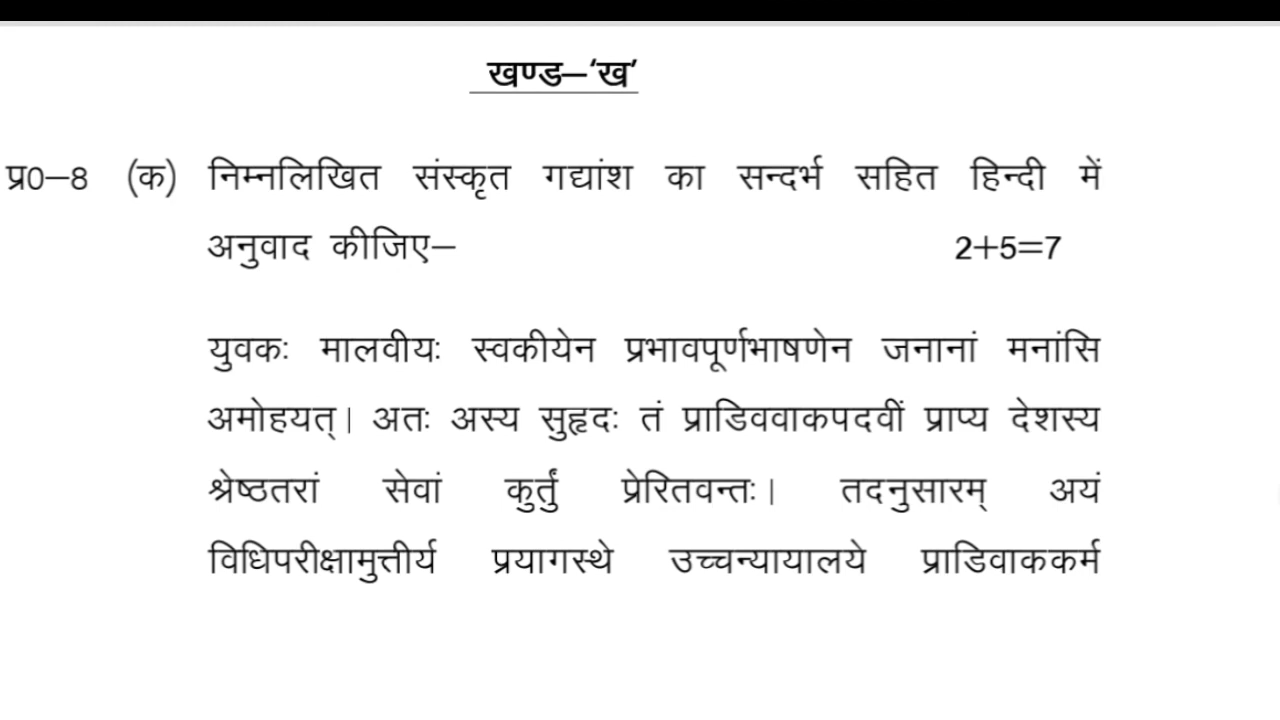 खण्ड–‘ख’
प्र0–8 (क) निम्नलिखित संस्कृत गद्यांश का सन्दर्भ सहित हिन्दी में
अनुवाद कीजिए– 2+5=7
युवकः मालवीयः स्वकीयेन प्रभावपूर्णभाषणेन जनानां मनांसि
अमोहयत्। अतः अस्य सुहृदः तं प्राडिववाकपदवीं प्राप्य देशस्य
श्रेष्ठतरां सेवां कुर्तुं प्रेरितवन्तः। तदनुसारम् अयं
विधिपरीक्षामुत्तीर्य प्रयागस्थे उच्चन्यायालये प्राडिवाककर्म